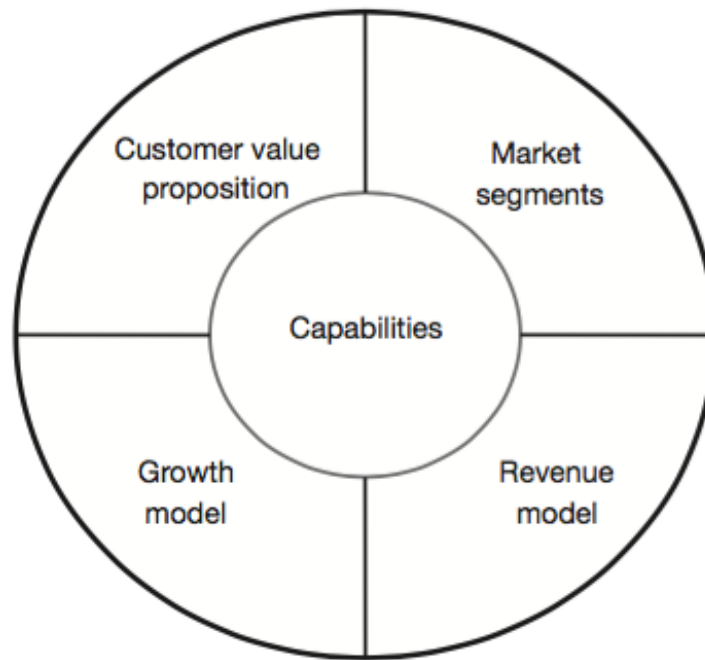 Customer value
proposition
Market
segments
Capabilities
Growth
model
Revenue
model